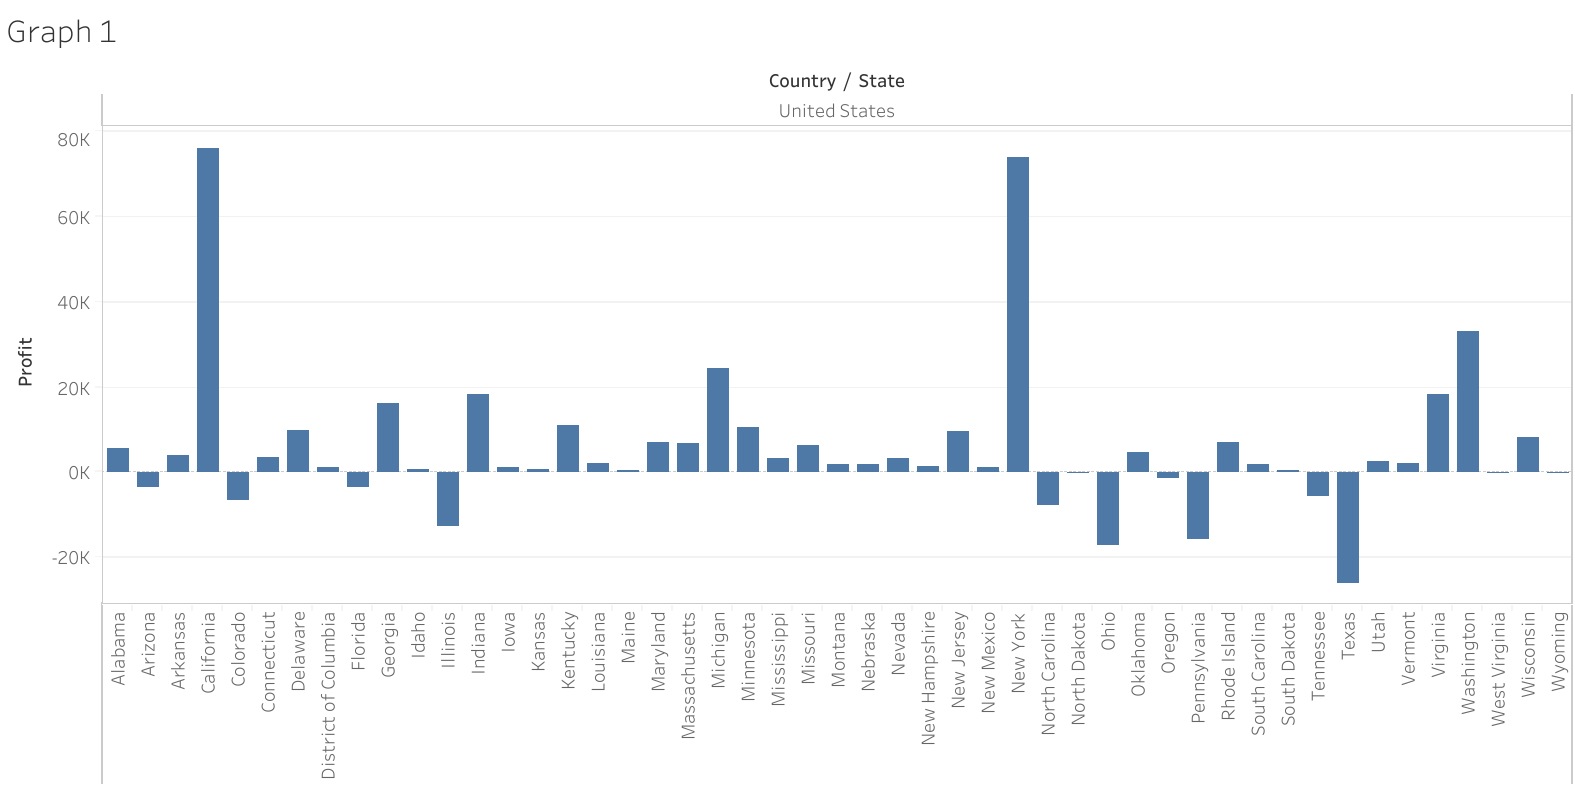 Graph 1
Country / State
United States
Profit
80K
60K
40K
20K
0K
-20K
Alabama
Arizona
Arkansas
California
Colorado
Connecticut
Delaware
District of Columbia
Florida
Georgia
Idaho
Illinois
Indiana
Iowa
Kansas
Kentucky
Louisiana
Maine
Maryland
Massachusetts
Michigan
Minnesota
Mississippi
Missouri
Montana
Nebraska
Nevada
New Hampshire
New Jersey
New Mexico
New York
North Carolina
North Dakota
Ohio
Oklahoma
Oregon
Pennsylvania
Rhode Island
South Carolina
South Dakota
Tennessee
Texas
Utah
Vermont
Virginia
Washington
West Virginia
Wisconsin
Wyoming